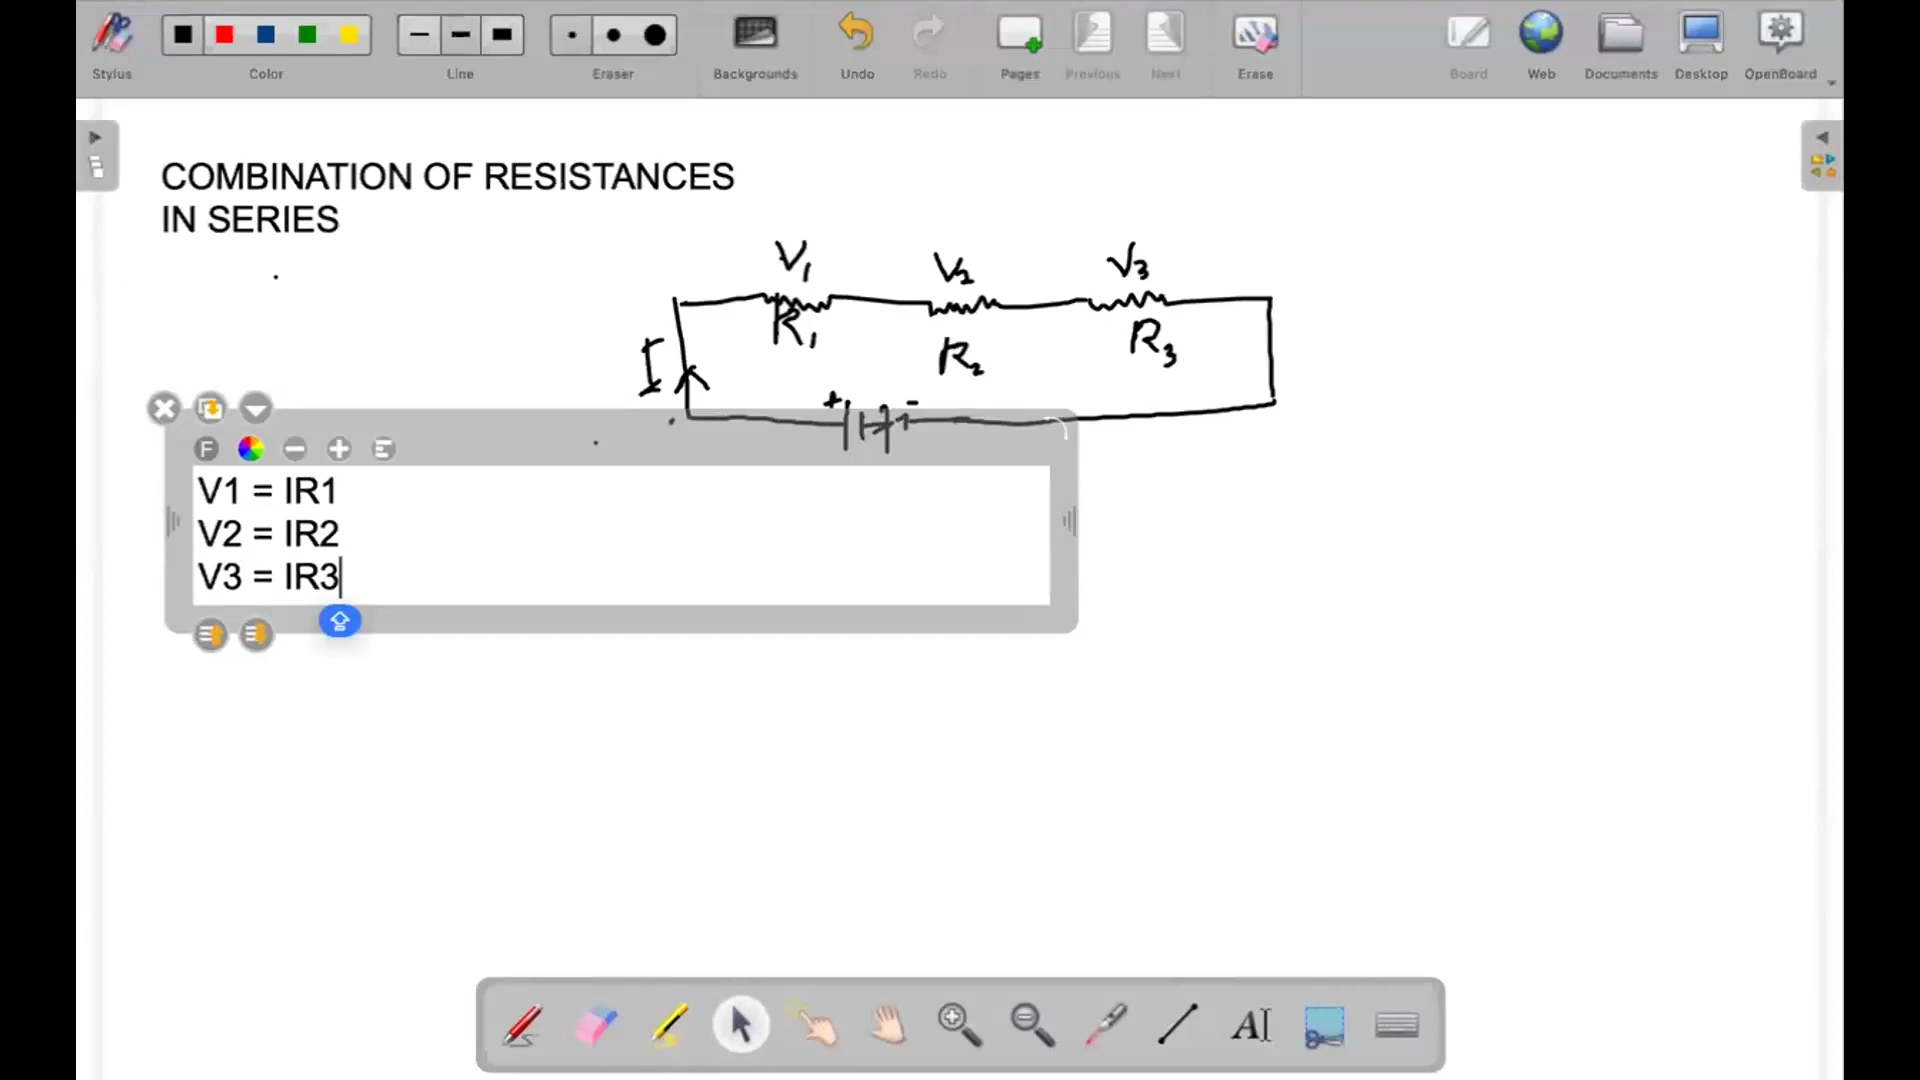 Stylus
Color
Line
Eraser
Backgrounds
Undo
Redo
Pages
Previous
Next
Erase
Board
Web
Documents
Desktop
OpenBoard
COMBINATION OF RESISTANCES
IN SERIES
V1 V2 V3
R1 R2 R3
I
+ -
F
V1 = IR1
V2 = IR2
V3 = IR3
AI